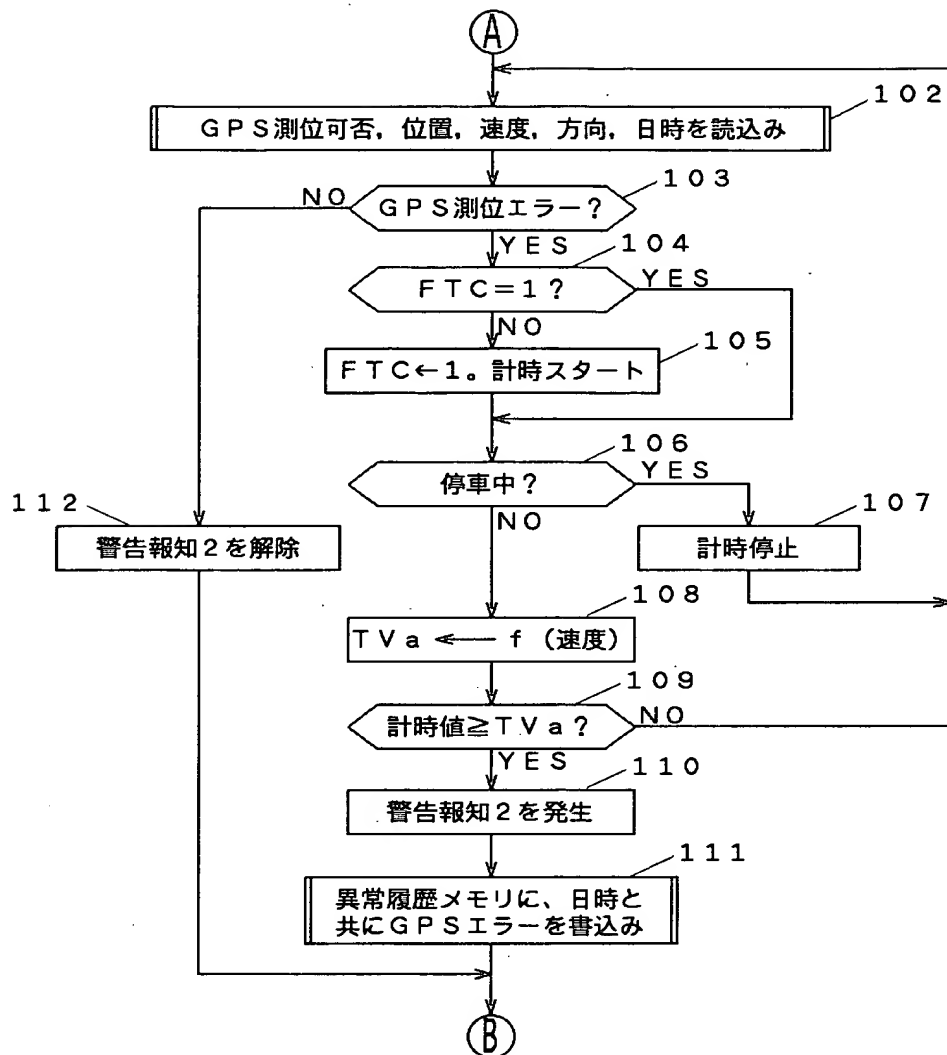 A
102
GPS測位可否，位置，速度，方向，日時を読込み
103
NO
GPS測位エラー？
YES
104
FTC＝1？
YES
NO
105
FTC←1。計時スタート
106
停車中？
YES
NO
112
警告報知2を解除
107
計時停止
108
TVa ← f（速度）
109
計時値≧TVa？
NO
YES
110
警告報知2を発生
111
異常履歴メモリに、日時と
共にGPSエラーを書込み
B